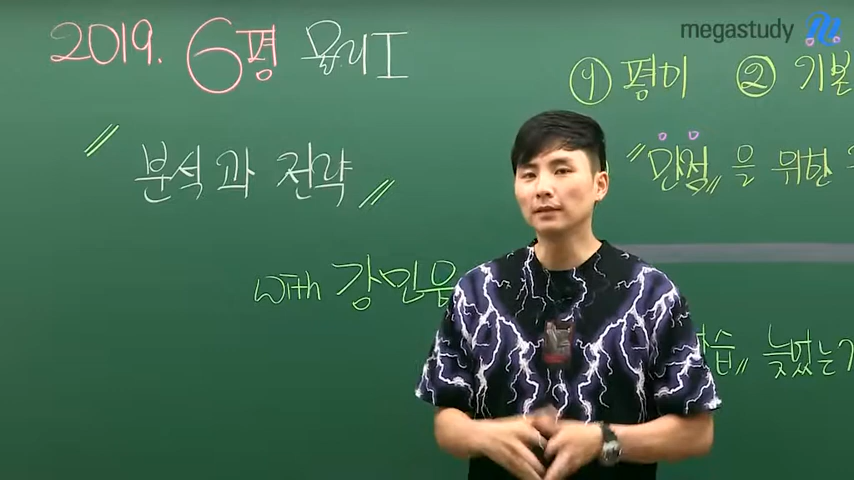 megastudy
2019. 6평 물리I
① 평이 ② 기본
"분석과 전략"
"만점"을 위한
with 강민웅
늦었는가